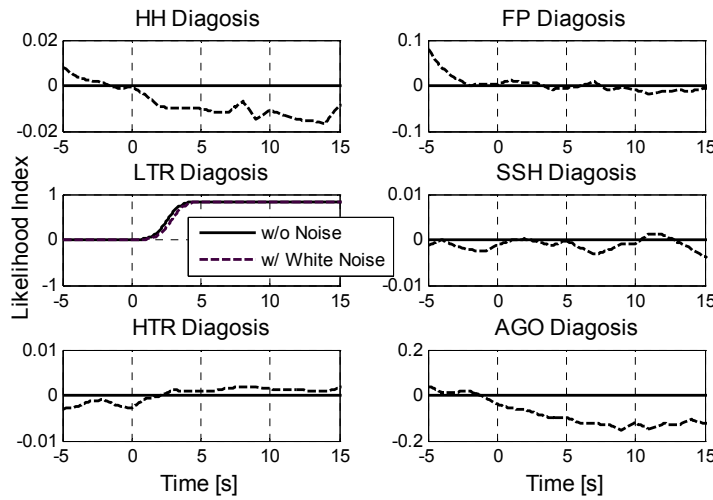 HH Diagosis
FP Diagosis
0.02
0
-0.02
-5 0 5 10 15
0.1
0
-0.1
-5 0 5 10 15
LTR Diagosis
SSH Diagosis
1
0
-1
-5 0 5 10 15
w/o Noise
w/ White Noise
0.01
0
-0.01
-5 0 5 10 15
Likelihood Index
HTR Diagosis
AGO Diagosis
0.01
0
-0.01
-5 0 5 10 15
0.2
0
-0.2
-5 0 5 10 15
Time [s]
Time [s]